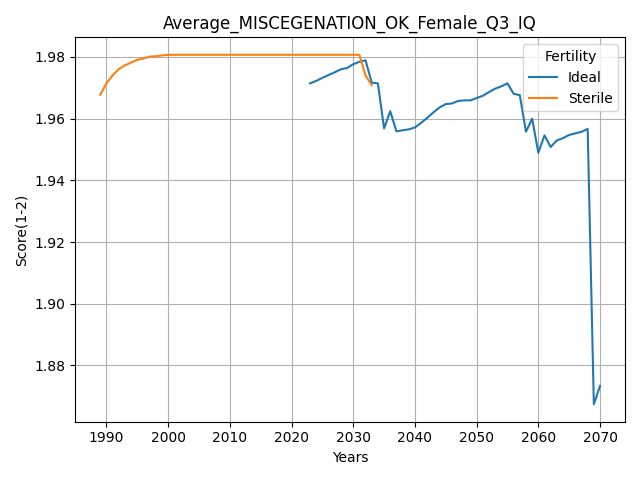 Average_MISCEGENATION_OK_Female_Q3_IQ
Score(1-2)
1.98
1.96
1.94
1.92
1.90
1.88
Fertility
Ideal
Sterile
1990 2000 2010 2020 2030 2040 2050 2060 2070
Years